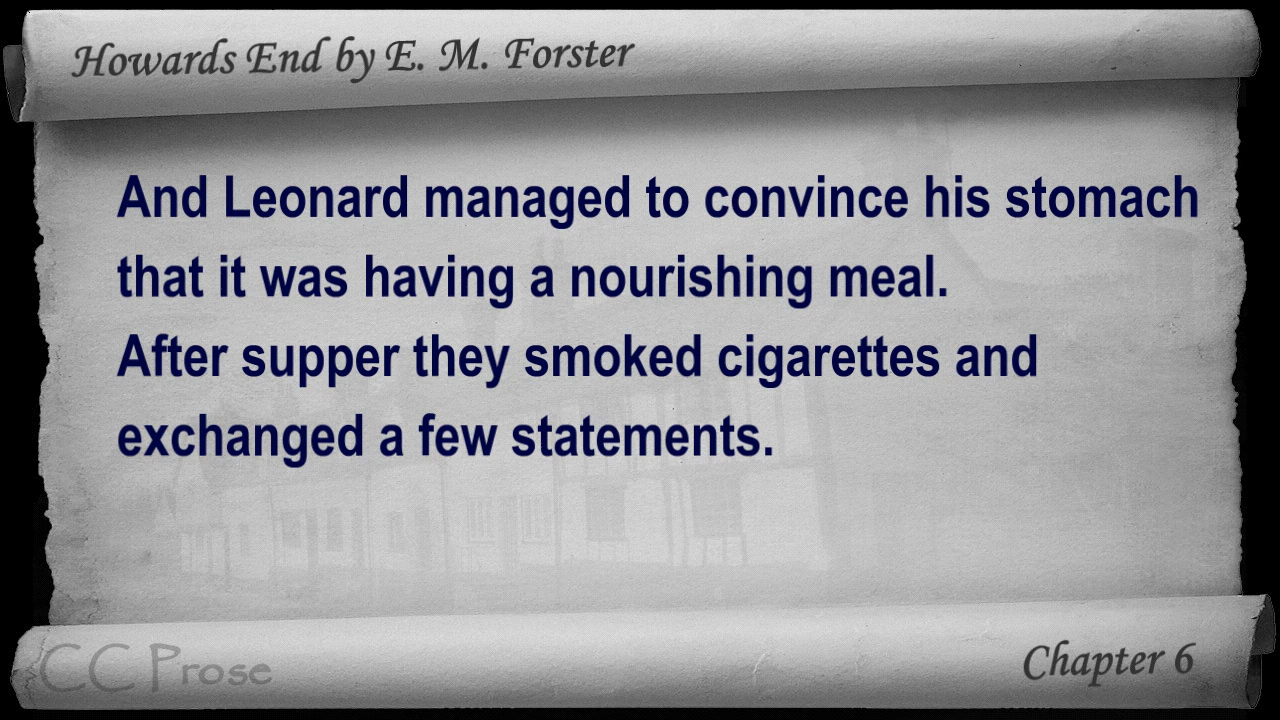 Howards End by E. M. Forster
And Leonard managed to convince his stomach
that it was having a nourishing meal.
After supper they smoked cigarettes and
exchanged a few statements.
CC Prose
Chapter 6